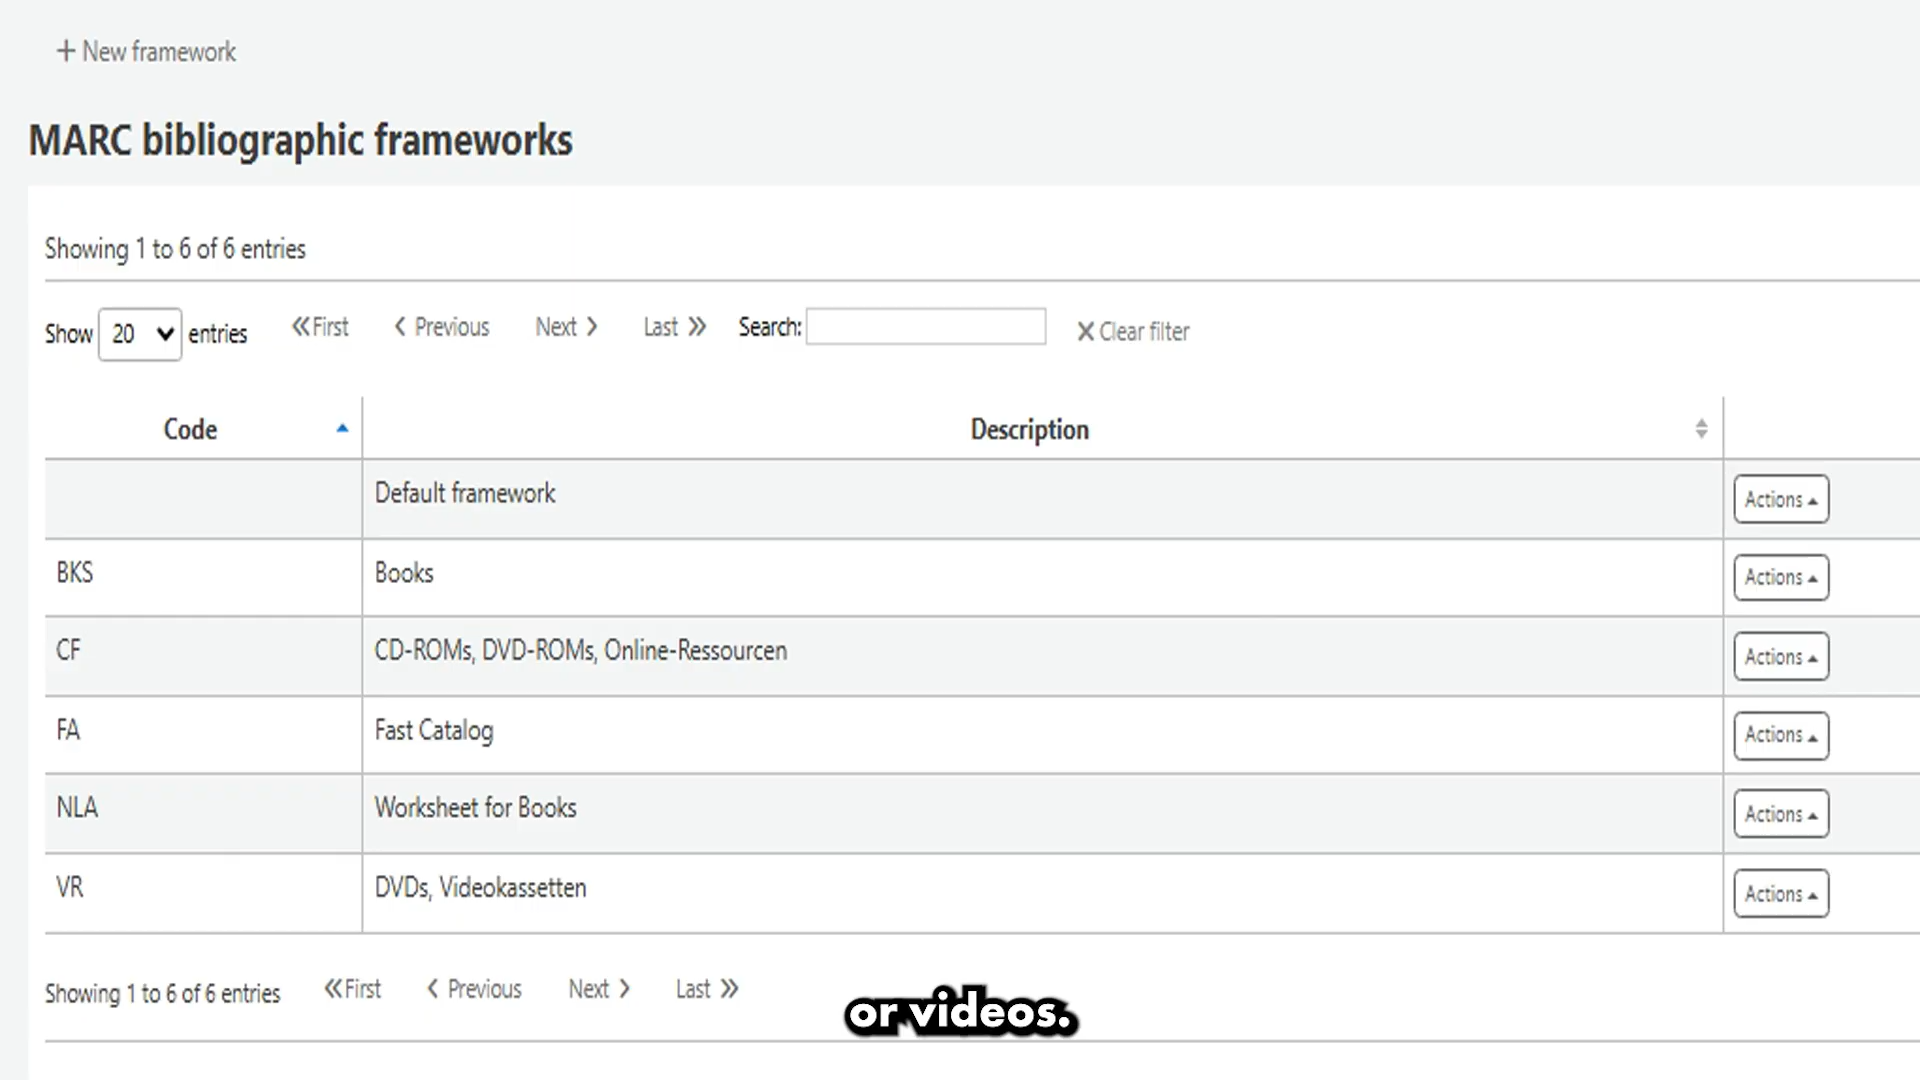 + New framework
MARC bibliographic frameworks
Showing 1 to 6 of 6 entries
Show 20 entries « First ‹ Previous Next › Last » Search: X Clear filter
Code Description
Default framework Actions
BKS Books Actions
CF CD-ROMs, DVD-ROMs, Online-Ressourcen Actions
FA Fast Catalog Actions
NLA Worksheet for Books Actions
VR DVDs, Videokassetten Actions
Showing 1 to 6 of 6 entries « First ‹ Previous Next › Last »
or videos.